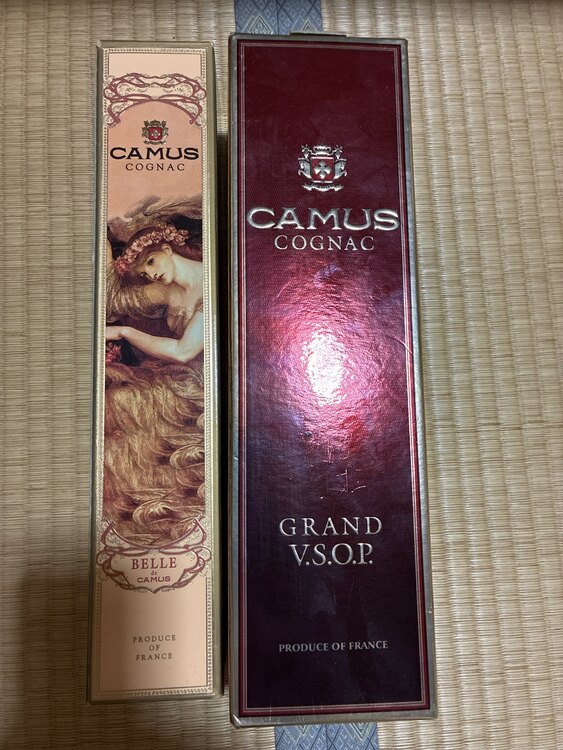 CAMUS
COGNAC
BELLE
de
CAMUS
PRODUCE
OF
FRANCE
CAMUS
COGNAC
GRAND
V.S.O.P.
PRODUCE OF FRANCE